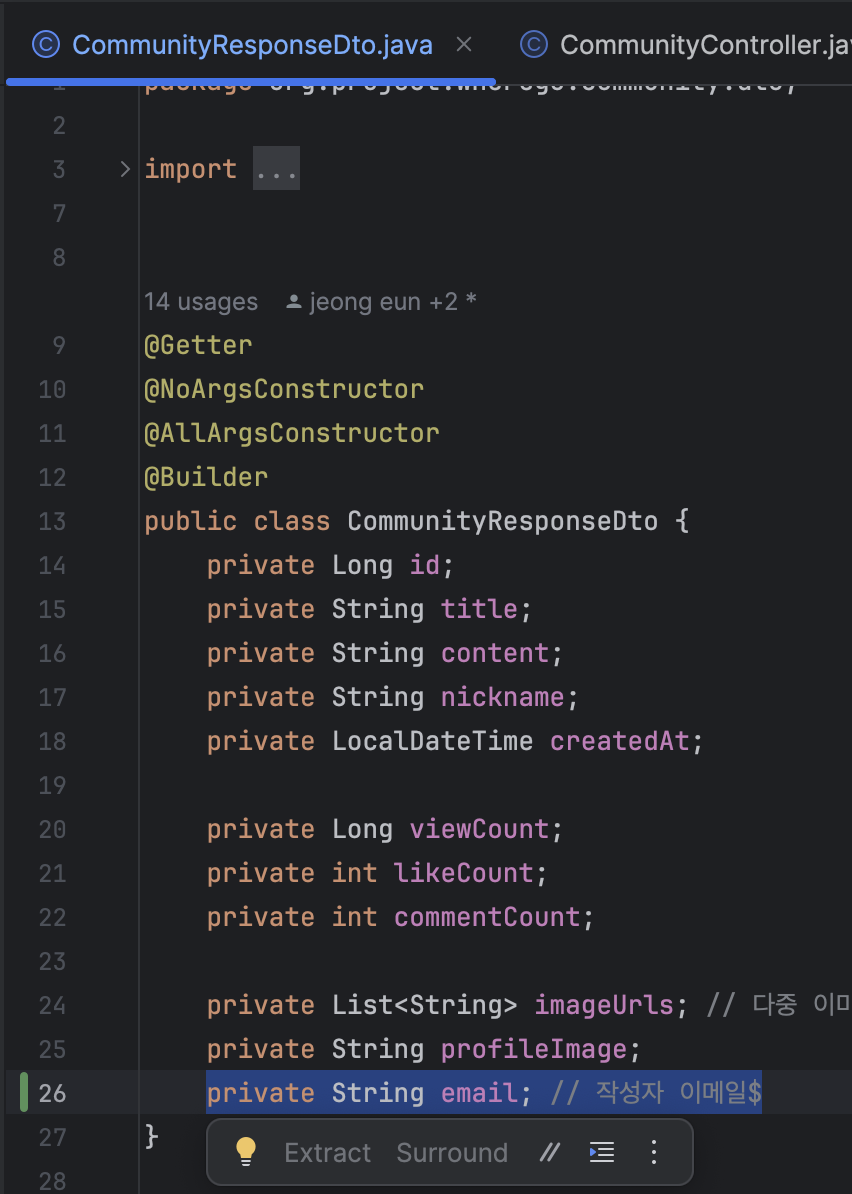 CommunityResponseDto.java
CommunityController.jav
1
2
3 import ...
7
8
14 usages jeong eun +2 *
9 @Getter
10 @NoArgsConstructor
11 @AllArgsConstructor
12 @Builder
13 public class CommunityResponseDto {
14 private Long id;
15 private String title;
16 private String content;
17 private String nickname;
18 private LocalDateTime createdAt;
19
20 private Long viewCount;
21 private int likeCount;
22 private int commentCount;
23
24 private List<String> imageUrls; // 다중 이미
25 private String profileImage;
26 private String email; // 작성자 이메일$
27 }
Extract Surround //
28